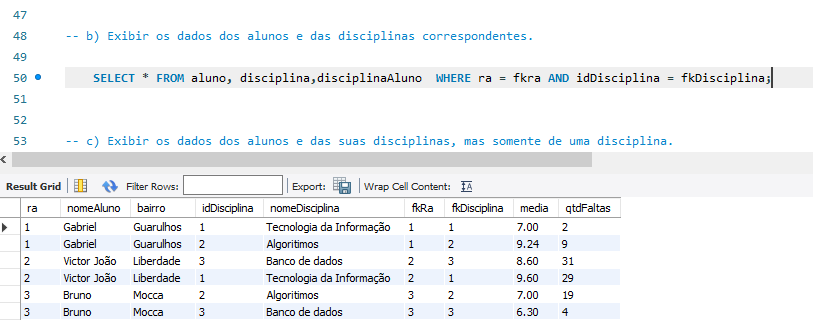 47
48 -- b) Exibir os dados dos alunos e das disciplinas correspondentes.
49
50 SELECT * FROM aluno, disciplina,disciplinaAluno  WHERE ra = fkra AND idDisciplina = fkDisciplina;
51
52
53 -- c) Exibir os dados dos alunos e das suas disciplinas, mas somente de uma disciplina.
Result Grid Filter Rows: Export: Wrap Cell Content: IA
ra nomeAluno bairro idDisciplina nomeDisciplina fkRa fkDisciplina media qtdFaltas
1 Gabriel Guarulhos 1 Tecnologia da Informação 1 1 7.00 2
1 Gabriel Guarulhos 2 Algoritimos 1 2 9.24 9
2 Victor João Liberdade 3 Banco de dados 2 3 8.60 31
2 Victor João Liberdade 1 Tecnologia da Informação 2 1 9.60 29
3 Bruno Mocca 2 Algoritimos 3 2 7.00 19
3 Bruno Mocca 3 Banco de dados 3 3 6.30 4